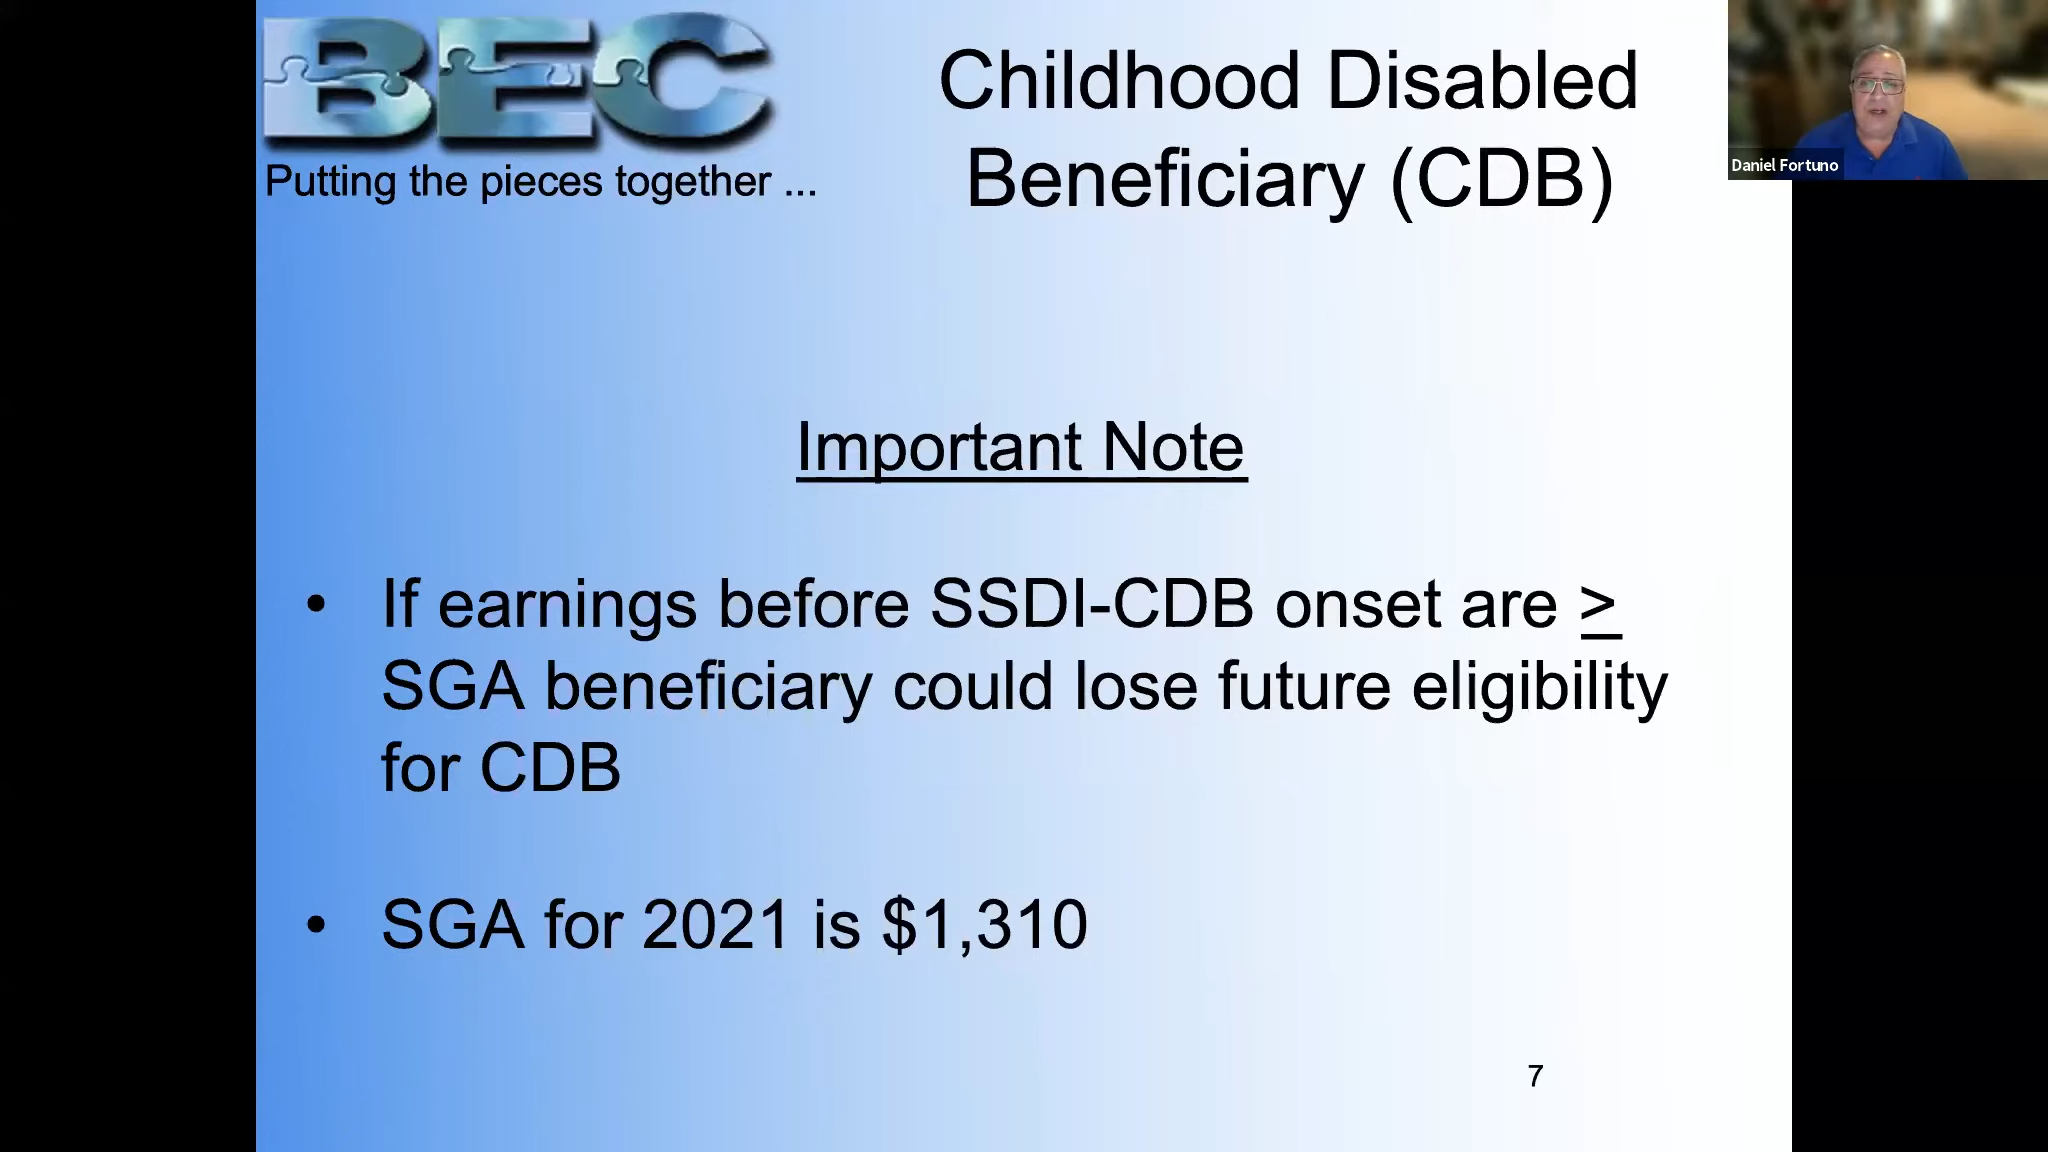 BEC
Putting the pieces together ...
Childhood Disabled
Beneficiary (CDB)
Daniel Fortuno
Important Note
• If earnings before SSDI-CDB onset are ≥
SGA beneficiary could lose future eligibility
for CDB
• SGA for 2021 is $1,310
7